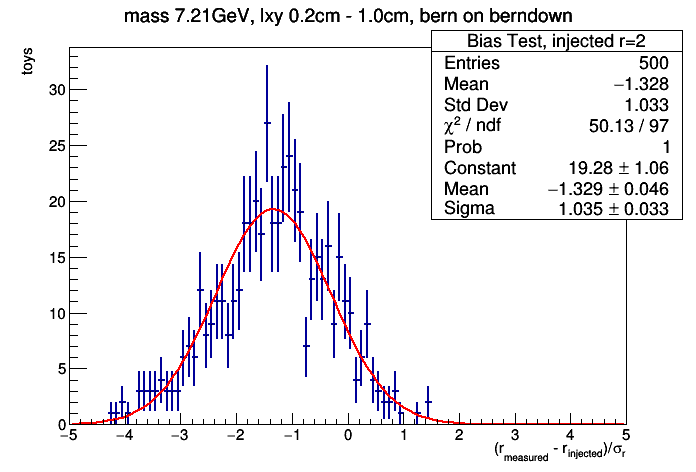 mass 7.21GeV, lxy 0.2cm - 1.0cm, bern on berndown
Bias Test, injected r=2
Entries 500
Mean −1.328
Std Dev 1.033
χ² / ndf 50.13 / 97
Prob 1
Constant 19.28 ± 1.06
Mean −1.329 ± 0.046
Sigma 1.035 ± 0.033
toys
30
25
20
15
10
5
0
−5 −4 −3 −2 −1 0 1 2 3 4 5
(r_measured - r_injected)/σ_r